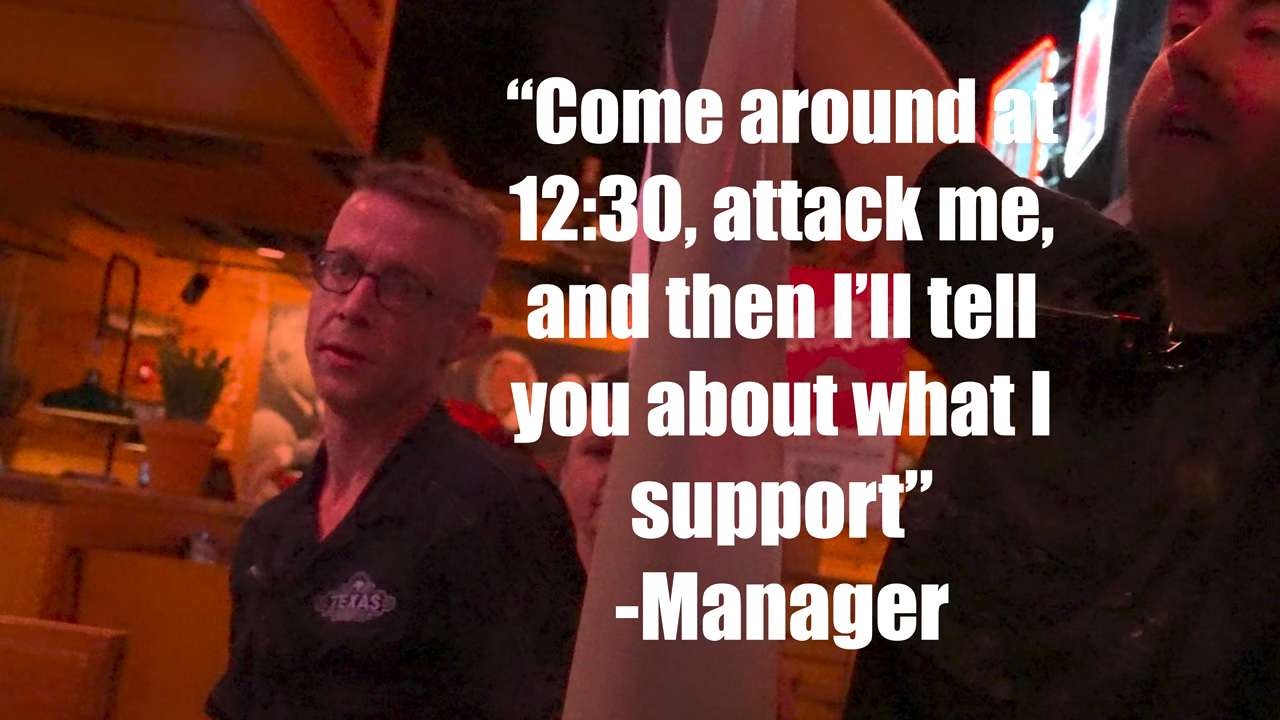 “Come around at
12:30, attack me,
and then I’ll tell
you about what I
support”
-Manager
TEXAS